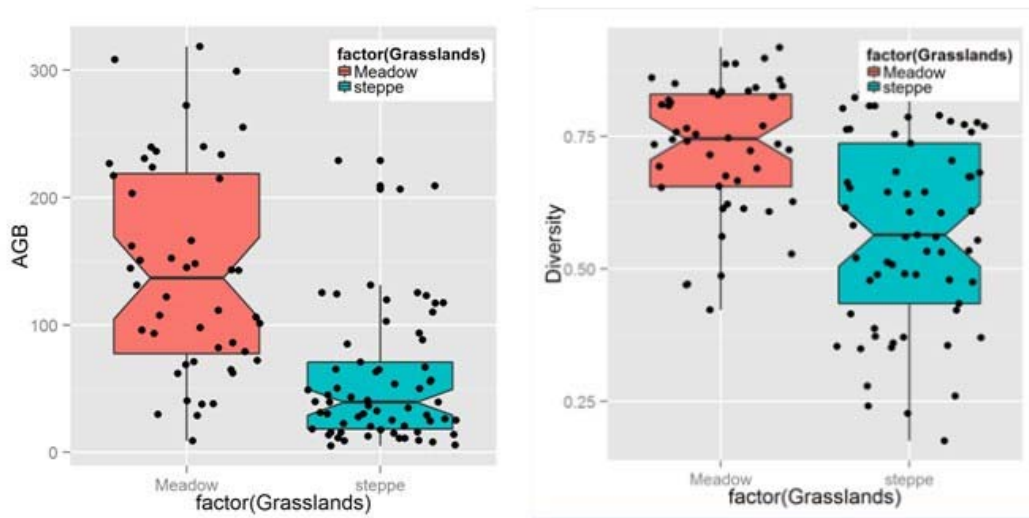 factor(Grasslands)
Meadow
steppe
300
200
100
0
AGB
Meadow
steppe
factor(Grasslands)
factor(Grasslands)
Meadow
steppe
0.75
0.50
0.25
Diversity
Meadow
steppe
factor(Grasslands)